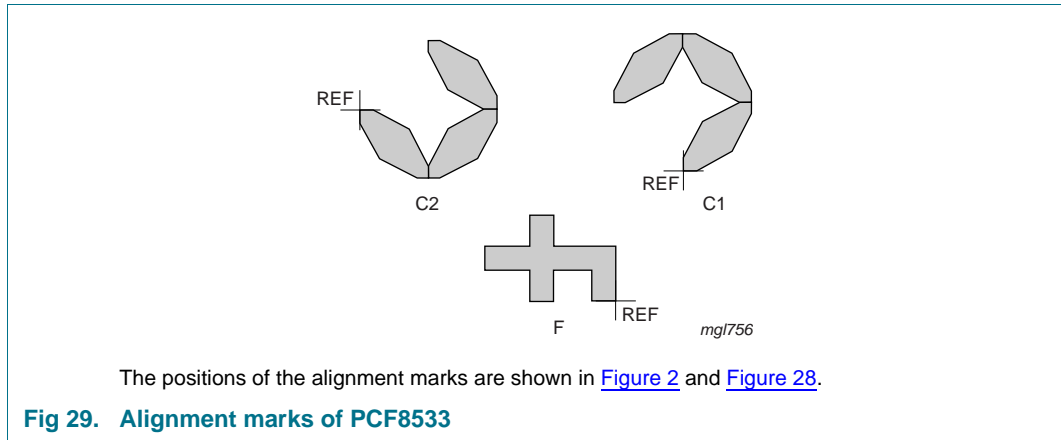 REF
C2
REF
C1
REF
F
mgl756
The positions of the alignment marks are shown in Figure 2 and Figure 28.
Fig 29. Alignment marks of PCF8533